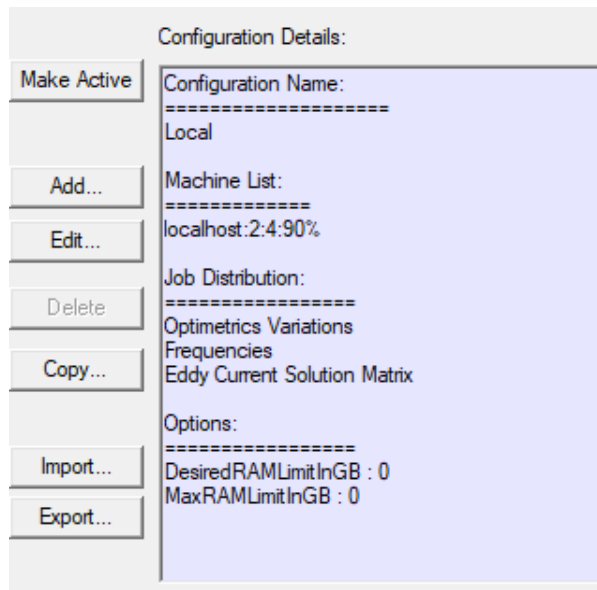 Configuration Details:
Make Active
Add...
Edit...
Delete
Copy...
Import...
Export...
Configuration Name:
====================
Local
Machine List:
=============
localhost:2:4:90%
Job Distribution:
=================
Optimetrics Variations
Frequencies
Eddy Current Solution Matrix
Options:
=================
DesiredRAMLimitInGB : 0
MaxRAMLimitInGB : 0